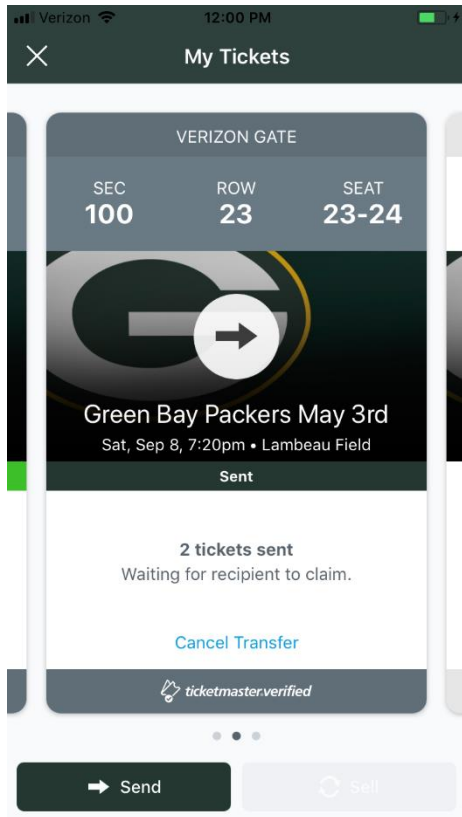 Verizon 12:00 PM
My Tickets
VERIZON GATE
SEC ROW SEAT
100 23 23-24
G
Green Bay Packers May 3rd
Sat, Sep 8, 7:20pm • Lambeau Field
Sent
2 tickets sent
Waiting for recipient to claim.
Cancel Transfer
ticketmaster.verified
Send Sell